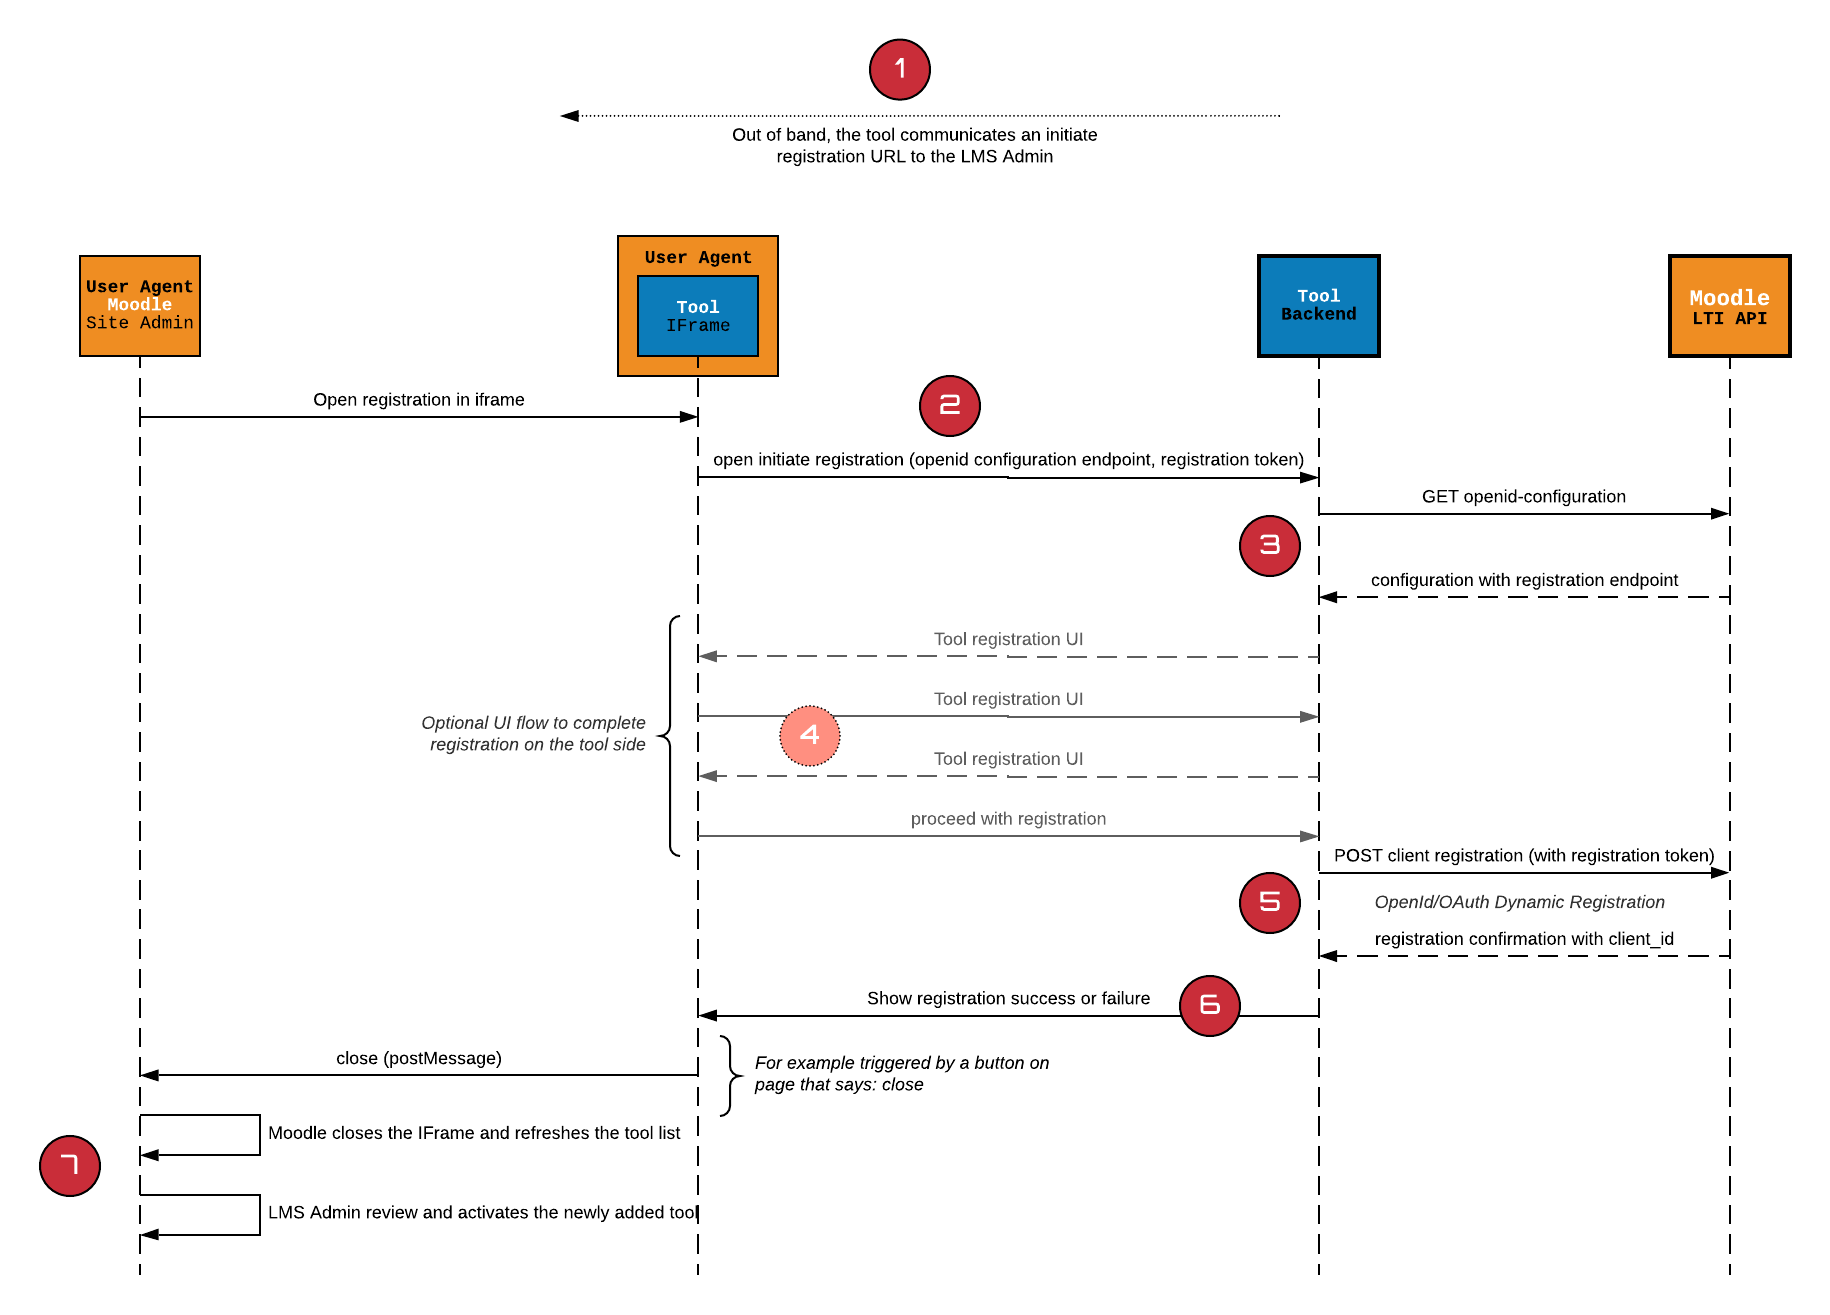 1
Out of band, the tool communicates an initiate
registration URL to the LMS Admin
User Agent
Moodle
Site Admin
User Agent
Tool
IFrame
Tool
Backend
Moodle
LTI API
Open registration in iframe
2
open initiate registration (openid configuration endpoint, registration token)
GET openid-configuration
3
configuration with registration endpoint
Tool registration UI
Tool registration UI
Optional UI flow to complete
registration on the tool side
4
Tool registration UI
proceed with registration
POST client registration (with registration token)
5
OpenId/OAuth Dynamic Registration
registration confirmation with client_id
Show registration success or failure
6
close (postMessage)
For example triggered by a button on
page that says: close
Moodle closes the IFrame and refreshes the tool list
7
LMS Admin review and activates the newly added tool